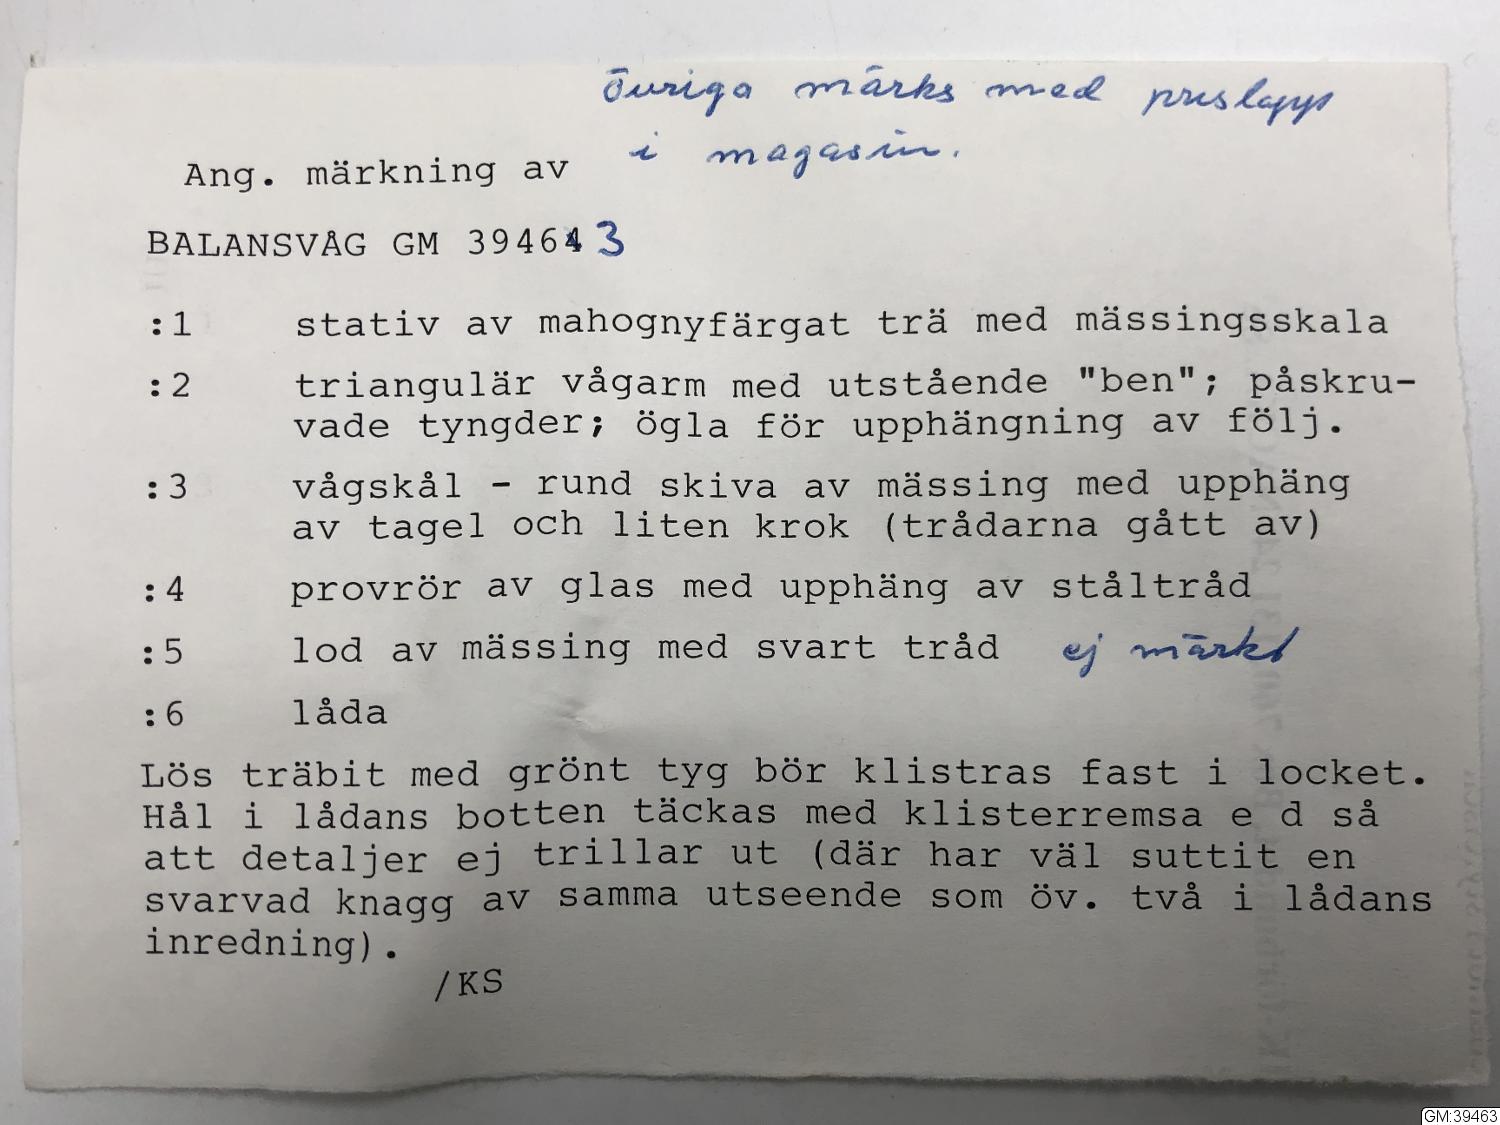 övriga märks med prislapps
i magasin.
Ang. märkning av
BALANSVÅG GM 39464 3
:1 stativ av mahognyfärgat trä med mässingsskala
:2 triangulär vågarm med utstående "ben"; påskru-
vade tyngder; ögla för upphängning av följ.
:3 vågskål - rund skiva av mässing med upphäng
av tagel och liten krok (trådarna gått av)
:4 provrör av glas med upphäng av ståltråd
:5 lod av mässing med svart tråd ej märkt
:6 låda
Lös träbit med grönt tyg bör klistras fast i locket.
Hål i lådans botten täckas med klisterremsa e d så
att detaljer ej trillar ut (där har väl suttit en
svarvad knagg av samma utseende som öv. två i lådans
inredning).
/KS
GM:39463